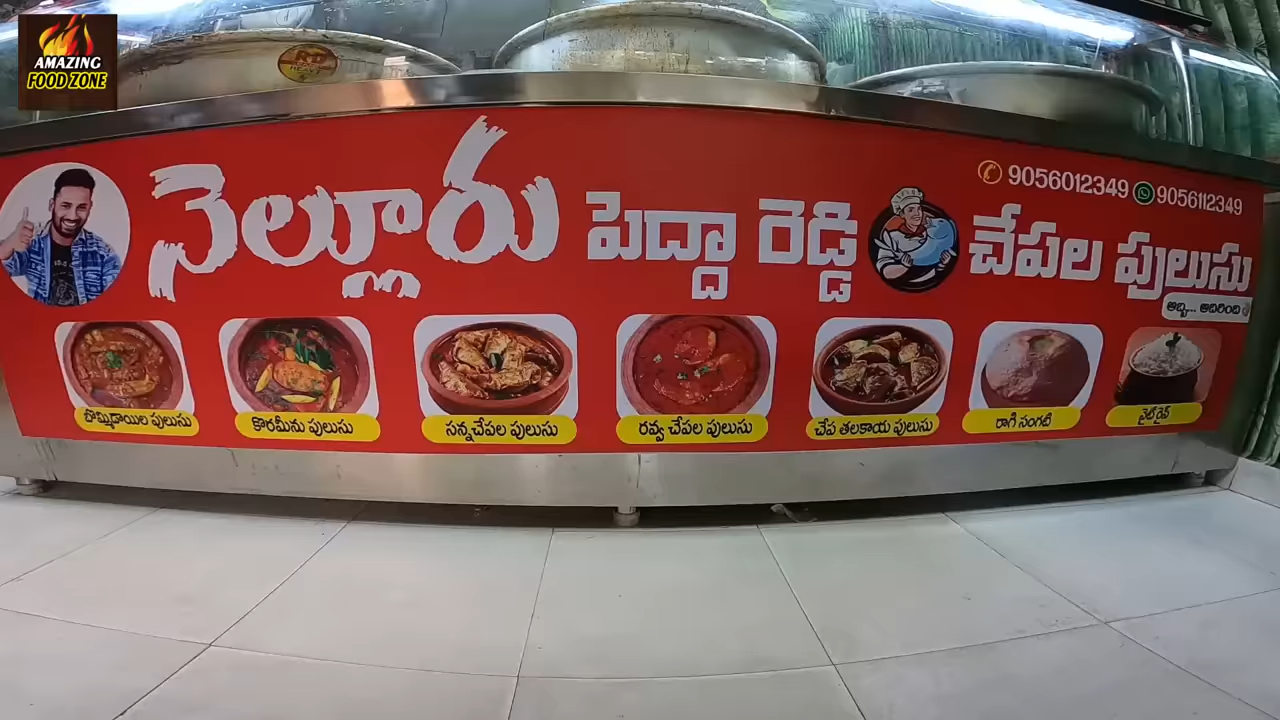 AMAZING
FOOD ZONE
9056012349 9056112349
నెల్లూరు పెద్దా రెడ్డి చేపల పులుసు
అబ్బ... అదిరింది
బొమ్మిడాయిల పులుసు
కొరమీను పులుసు
సన్నచేపల పులుసు
రవ్వ చేపల పులుసు
చేప తలకాయ పులుసు
రాగి సంగటి
వైట్‌రైస్